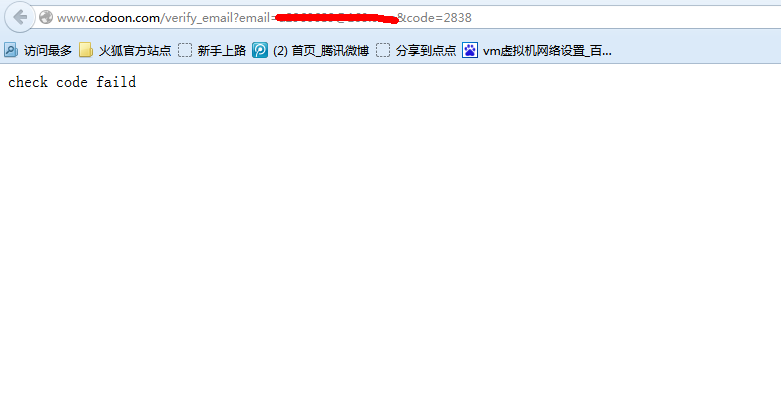 www.codoon.com/verify_email?email= &code=2838
访问最多 火狐官方站点 新手上路 (2) 首页_腾讯微博 分享到点点 vm虚拟机网络设置_百...
check code faild